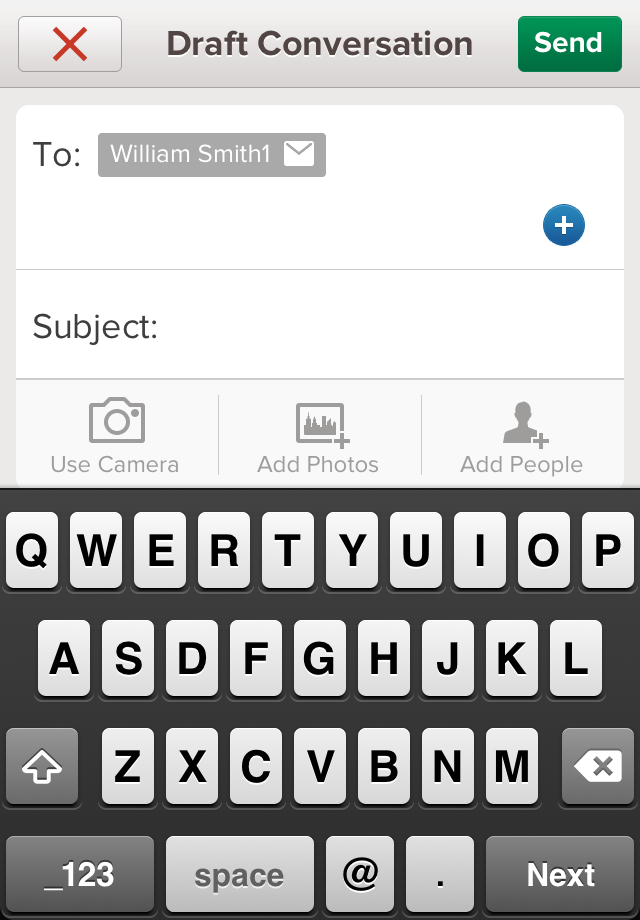 Draft Conversation Send
To: William Smith1
Subject:
Use Camera Add Photos Add People
Q W E R T Y U I O P
A S D F G H J K L
Z X C V B N M
_123 space @ . Next